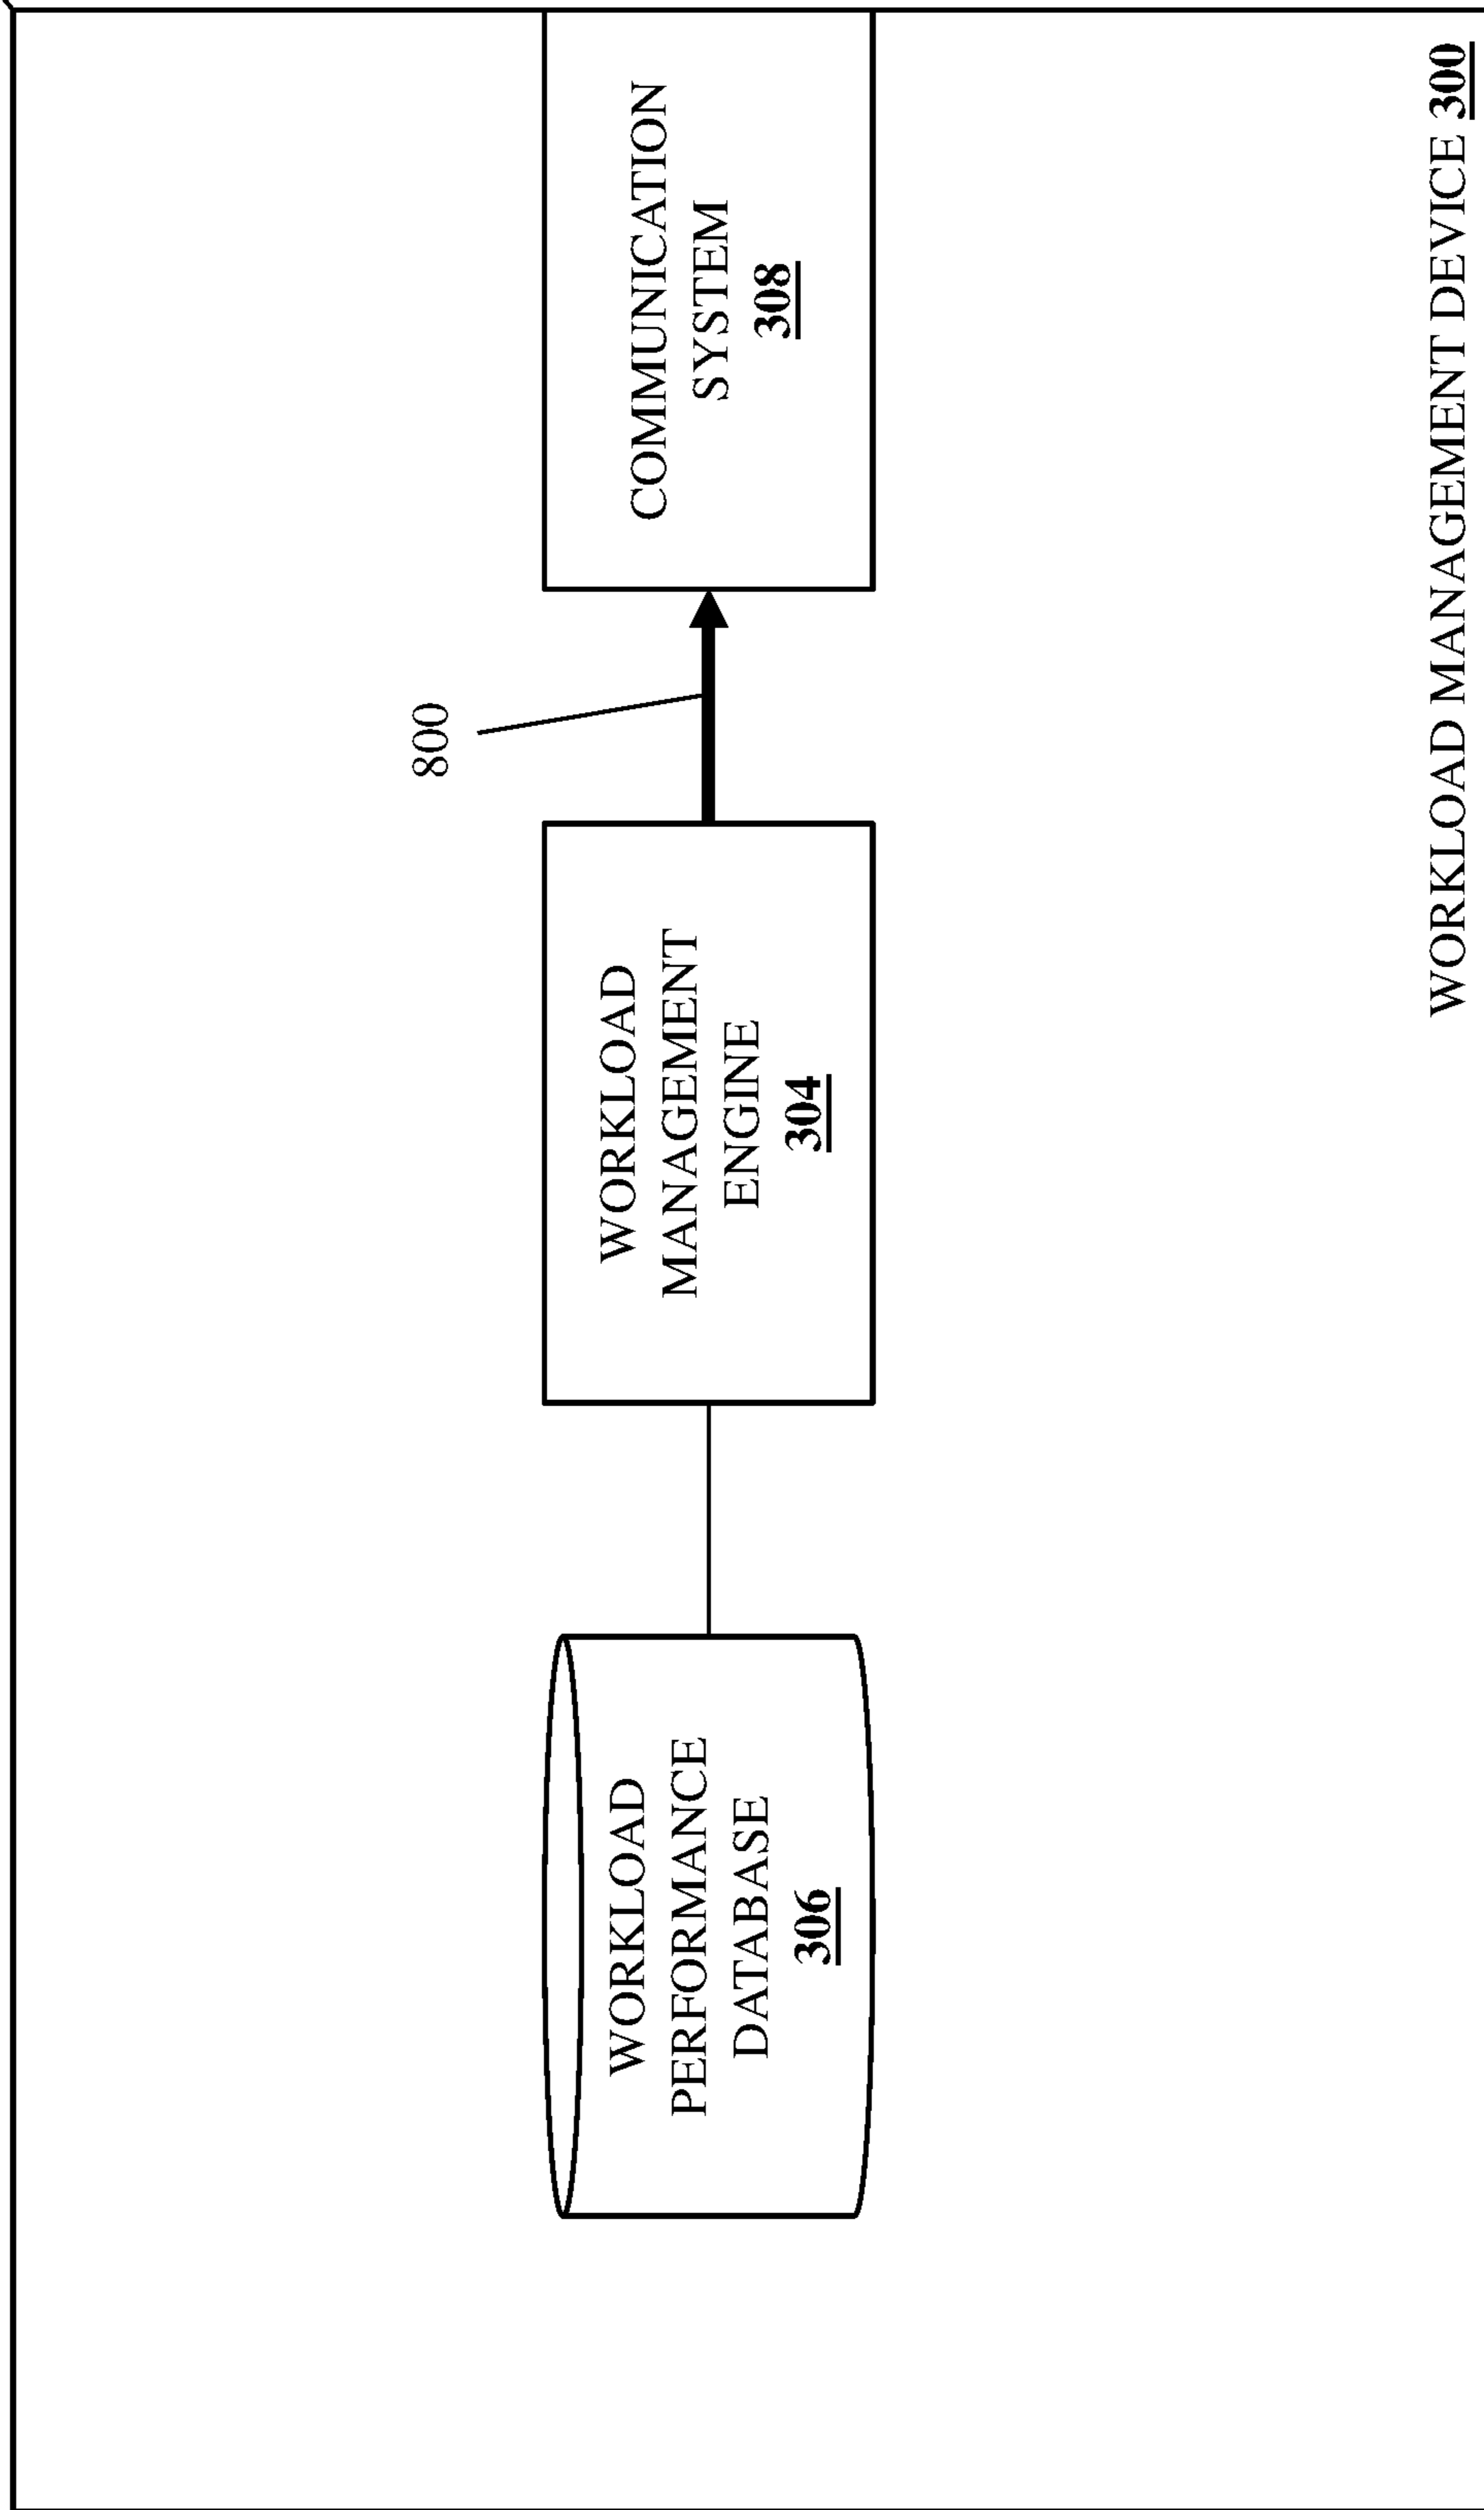 800
WORKLOAD
PERFORMANCE
DATABASE
306
WORKLOAD
MANAGEMENT
ENGINE
304
COMMUNICATION
SYSTEM
308
WORKLOAD MANAGEMENT DEVICE 300